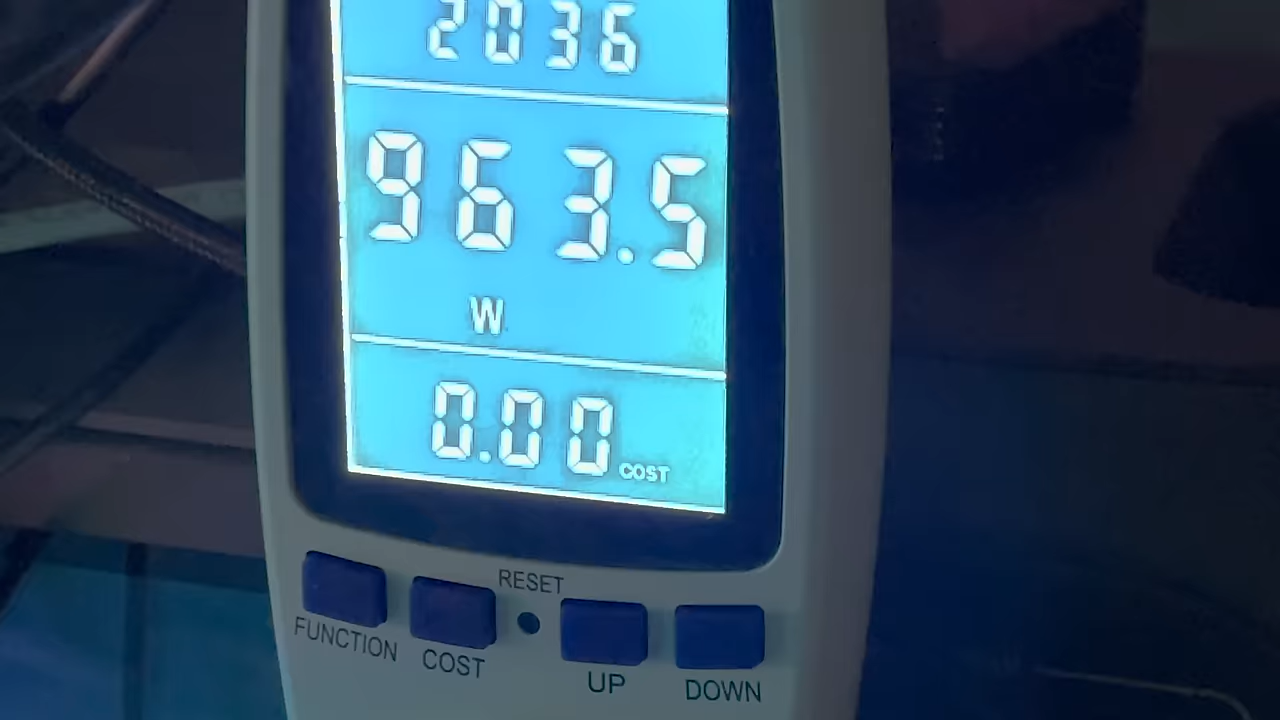 2036
963.5
W
0.00 COST
RESET
FUNCTION COST UP DOWN